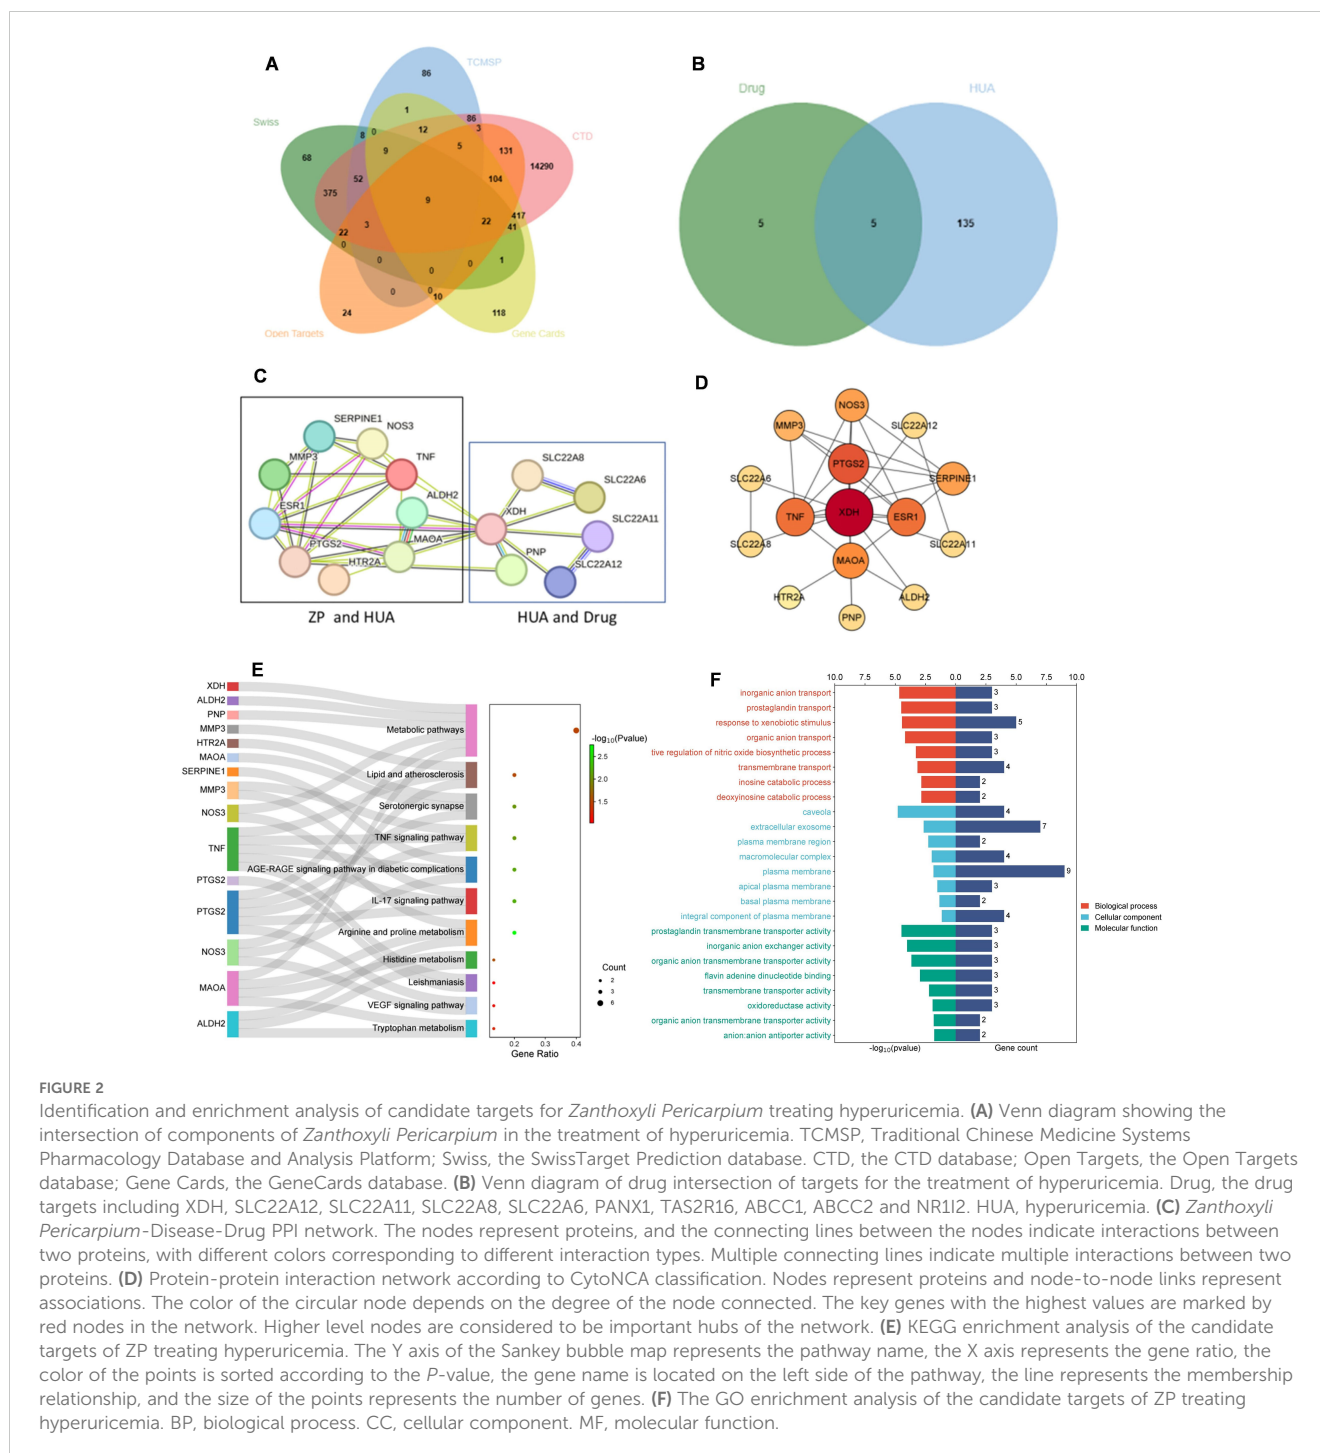 A
TCMSP
86
Swiss
CTD
1
86
3
8
0
12
68
9
5
131
14290
52
104
375
9
417
22
41
3
22
0
0
0
1
0
0
0
10
24
118
Open Targets
Gene Cards
B
Drug
HUA
5
5
135
C
SERPINE1
NOS3
MMP3
TNF
SLC22A8
ALDH2
SLC22A6
ESR1
XDH
SLC22A11
PTGS2
MAOA
PNP
HTR2A
SLC22A12
ZP and HUA
HUA and Drug
D
NOS3
MMP3
SLC22A12
PTGS2
SLC22A6
SERPINE1
TNF
XDH
ESR1
SLC22A8
SLC22A11
MAOA
HTR2A
ALDH2
PNP
E
XDH
ALDH2
PNP
MMP3
HTR2A
MAOA
SERPINE1
MMP3
NOS3
TNF
PTGS2
PTGS2
NOS3
MAOA
ALDH2
Metabolic pathways
Lipid and atherosclerosis
Serotonergic synapse
TNF signaling pathway
AGE-RAGE signaling pathway in diabetic complications
IL-17 signaling pathway
Arginine and proline metabolism
Histidine metabolism
Leishmaniasis
VEGF signaling pathway
Tryptophan metabolism
0.2 0.3 0.4
Gene Ratio
-log10(Pvalue)
2.5
2.0
1.5
Count
2
3
6
F
10.0 5.0 2.5 0.0 2.5 5.0 10.0
inorganic anion transport 3
prostaglandin transport 3
response to xenobiotic stimulus 5
organic anion transport 3
tive regulation of nitric oxide biosynthetic process 3
transmembrane transport 4
inosine catabolic process 2
deoxyinosine catabolic process 2
caveola 4
extracellular exosome 7
plasma membrane region 2
macromolecular complex 4
plasma membrane 9
apical plasma membrane 3
basal plasma membrane 2
integral component of plasma membrane 4
prostaglandin transmembrane transporter activity 3
inorganic anion exchanger activity 3
organic anion transmembrane transporter activity 3
flavin adenine dinucleotide binding 3
transmembrane transporter activity 3
oxidoreductase activity 3
organic anion transmembrane transporter activity 2
anion:anion antiporter activity 2
-log10(pvalue) Gene count
Biological process
Cellular component
Molecular function
FIGURE 2
Identification and enrichment analysis of candidate targets for Zanthoxyli Pericarpium treating hyperuricemia. (A) Venn diagram showing the
intersection of components of Zanthoxyli Pericarpium in the treatment of hyperuricemia. TCMSP, Traditional Chinese Medicine Systems
Pharmacology Database and Analysis Platform; Swiss, the SwissTarget Prediction database. CTD, the CTD database; Open Targets, the Open Targets
database; Gene Cards, the GeneCards database. (B) Venn diagram of drug intersection of targets for the treatment of hyperuricemia. Drug, the drug
targets including XDH, SLC22A12, SLC22A11, SLC22A8, SLC22A6, PANX1, TAS2R16, ABCC1, ABCC2 and NR1I2. HUA, hyperuricemia. (C) Zanthoxyli
Pericarpium-Disease-Drug PPI network. The nodes represent proteins, and the connecting lines between the nodes indicate interactions between
two proteins, with different colors corresponding to different interaction types. Multiple connecting lines indicate multiple interactions between two
proteins. (D) Protein-protein interaction network according to CytoNCA classification. Nodes represent proteins and node-to-node links represent
associations. The color of the circular node depends on the degree of the node connected. The key genes with the highest values are marked by
red nodes in the network. Higher level nodes are considered to be important hubs of the network. (E) KEGG enrichment analysis of the candidate
targets of ZP treating hyperuricemia. The Y axis of the Sankey bubble map represents the pathway name, the X axis represents the gene ratio, the
color of the points is sorted according to the P-value, the gene name is located on the left side of the pathway, the line represents the membership
relationship, and the size of the points represents the number of genes. (F) The GO enrichment analysis of the candidate targets of ZP treating
hyperuricemia. BP, biological process. CC, cellular component. MF, molecular function.